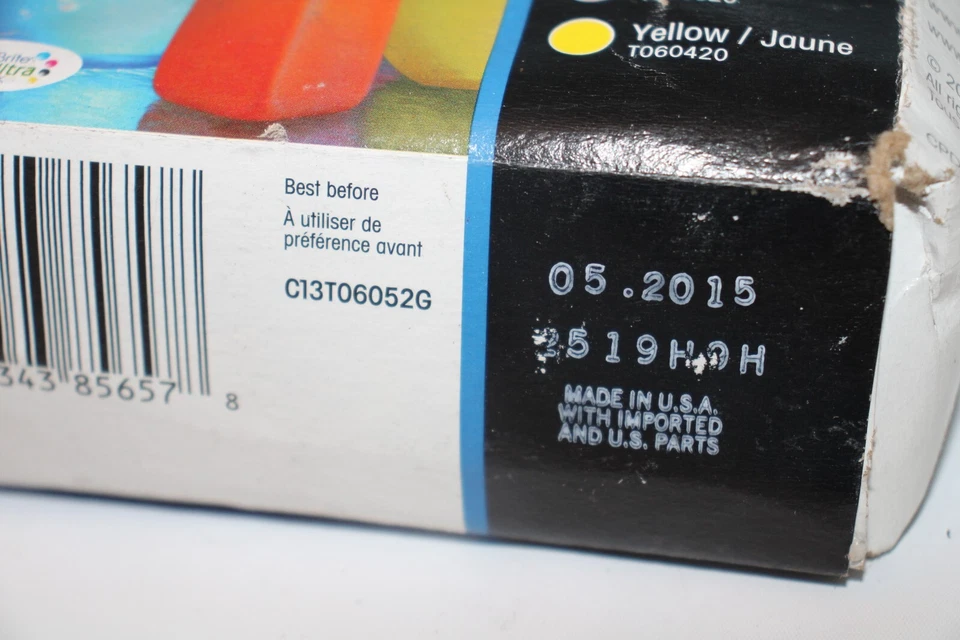 Yellow / Jaune
T060420
Best before
À utiliser de
préférence avant
C13T06052G
05.2015
MADE IN U.S.A.
WITH IMPORTED
AND U.S. PARTS
343 85657 8